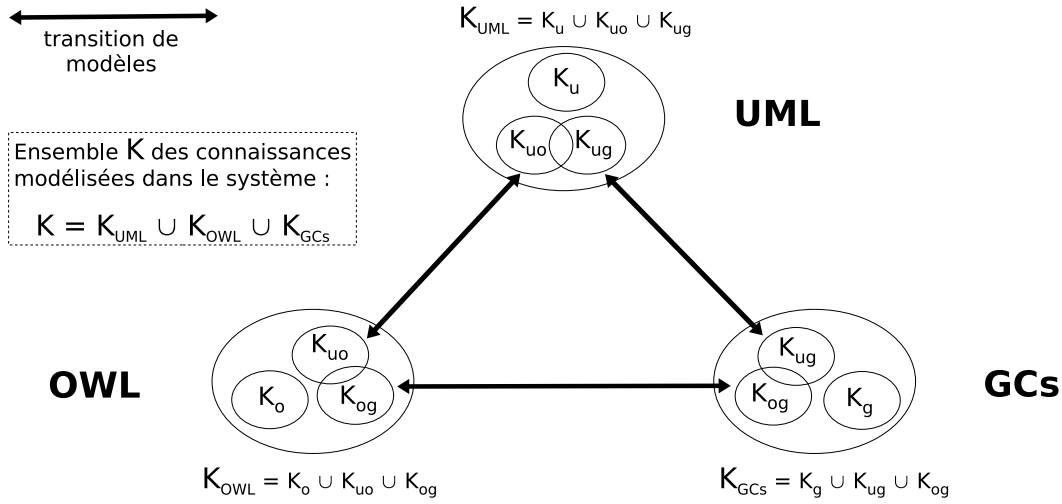 transition de
modèles
K_UML = K_u ∪ K_uo ∪ K_ug
K_u
K_uo K_ug
UML
Ensemble K des connaissances
modélisées dans le système :
K = K_UML ∪ K_OWL ∪ K_GCs
OWL
K_uo
K_o K_og
K_ug
K_og K_g
GCs
K_OWL = K_o ∪ K_uo ∪ K_og
K_GCs = K_g ∪ K_ug ∪ K_og